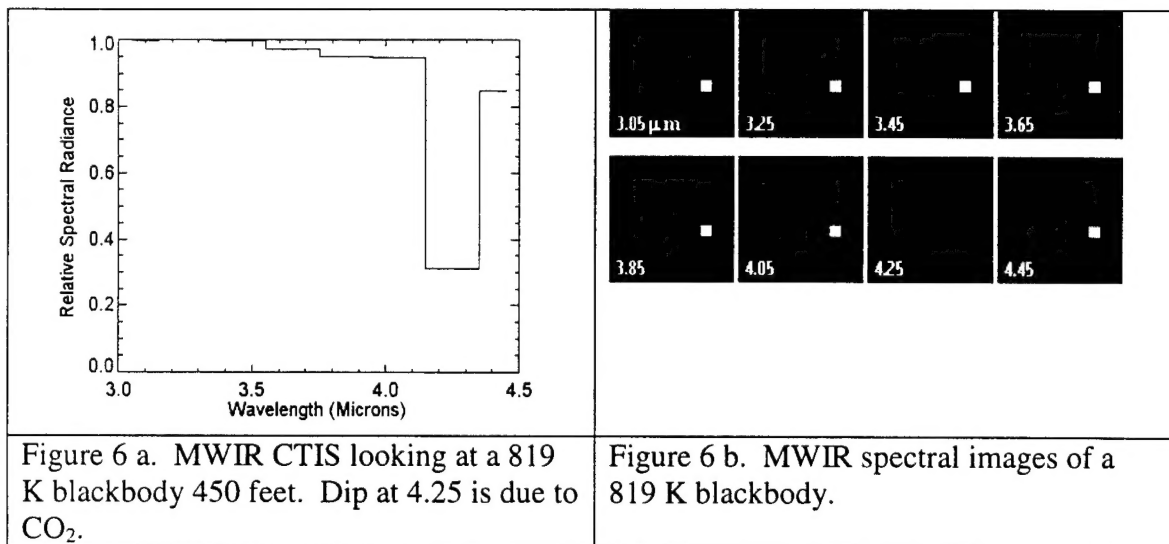 1.0
0.8
0.6
0.4
0.2
0.0
Relative Spectral Radiance
3.0
3.5
4.0
4.5
Wavelength (Microns)
3.05 μm
3.25
3.45
3.65
3.85
4.05
4.25
4.45
Figure 6 a. MWIR CTIS looking at a 819
K blackbody 450 feet. Dip at 4.25 is due to
CO₂.
Figure 6 b. MWIR spectral images of a
819 K blackbody.